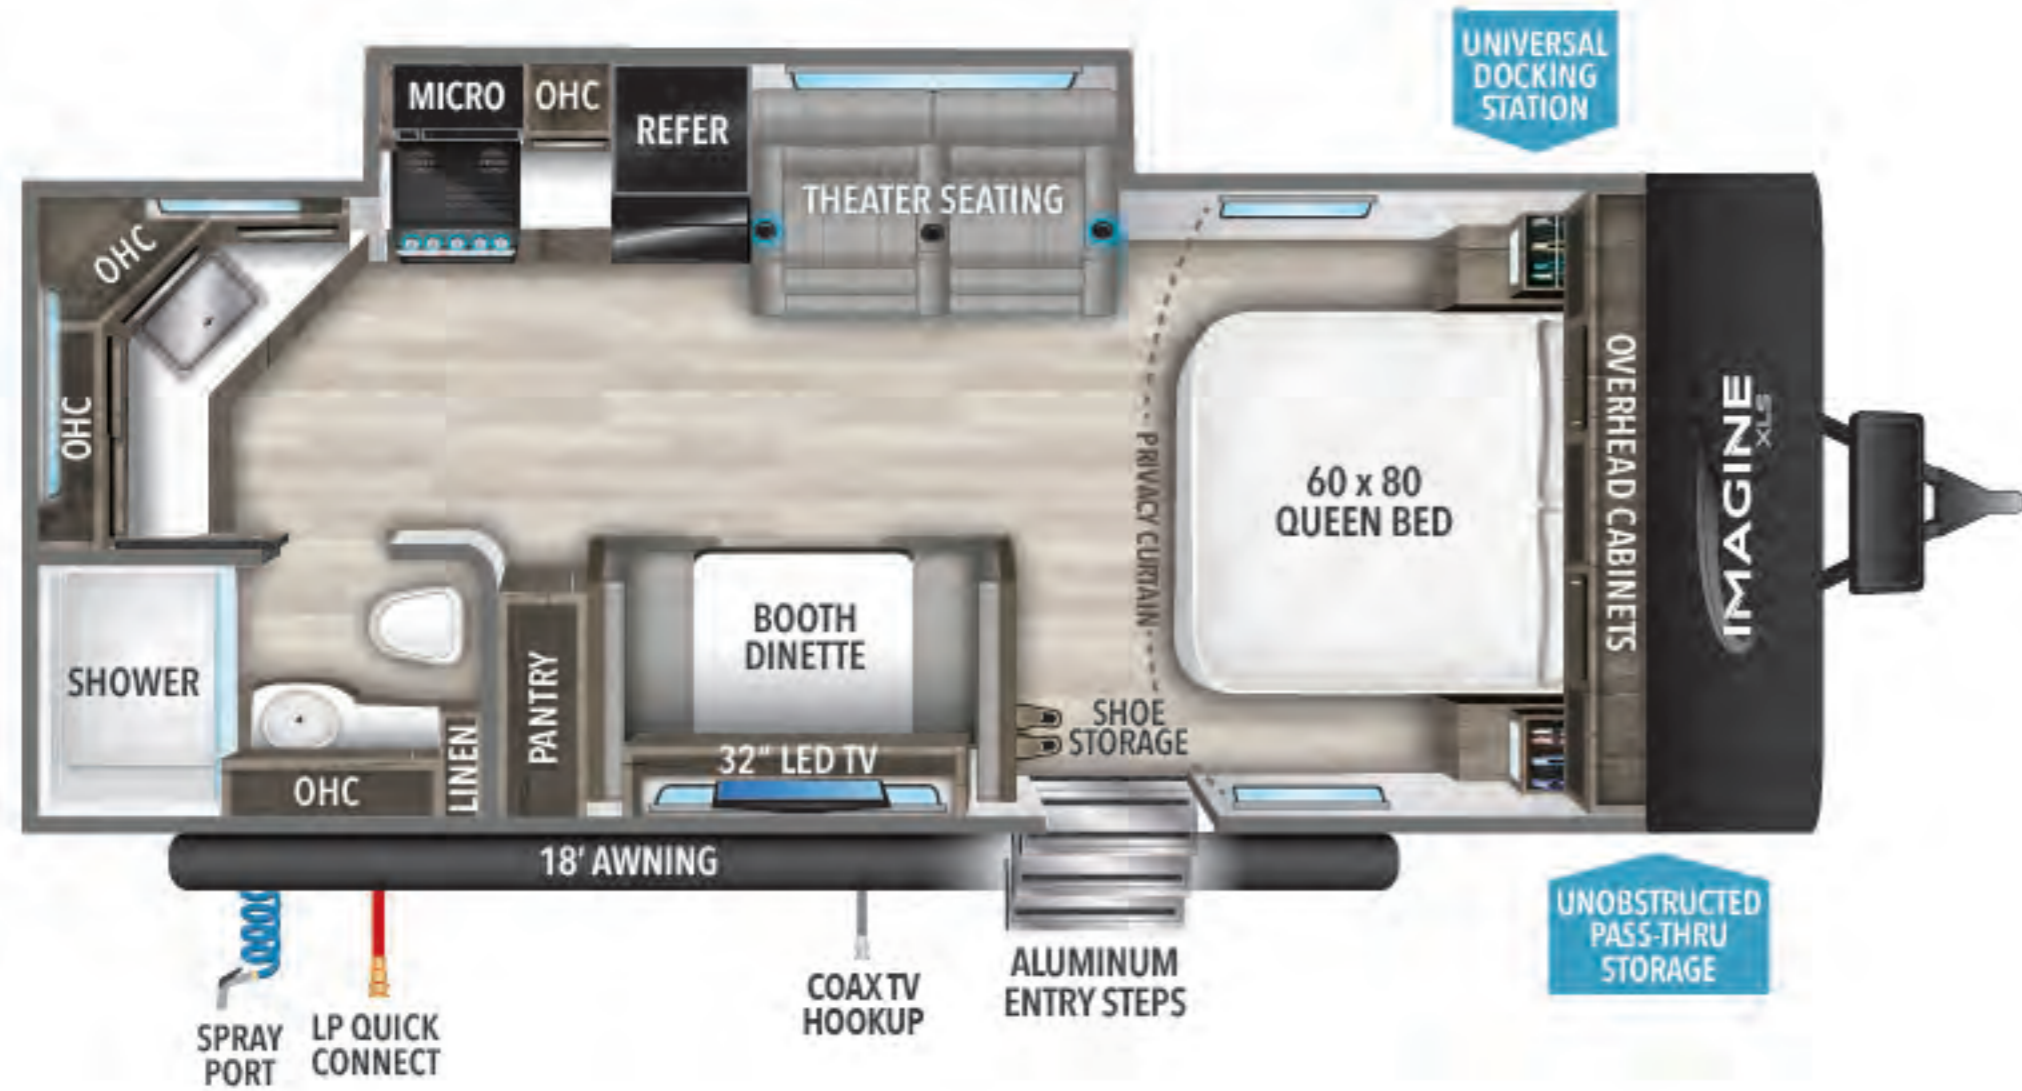 UNIVERSAL
DOCKING
STATION
MICRO
OHC
REFER
THEATER SEATING
OHC
OHC
PRIVACY CURTAIN
60 x 80
QUEEN BED
OVERHEAD CABINETS
IMAGINE
XLS
BOOTH
DINETTE
SHOWER
PANTRY
SHOE
STORAGE
32" LED TV
LINEN
OHC
18' AWNING
UNOBSTRUCTED
PASS-THRU
STORAGE
ALUMINUM
ENTRY STEPS
COAX TV
HOOKUP
LP QUICK
CONNECT
SPRAY
PORT